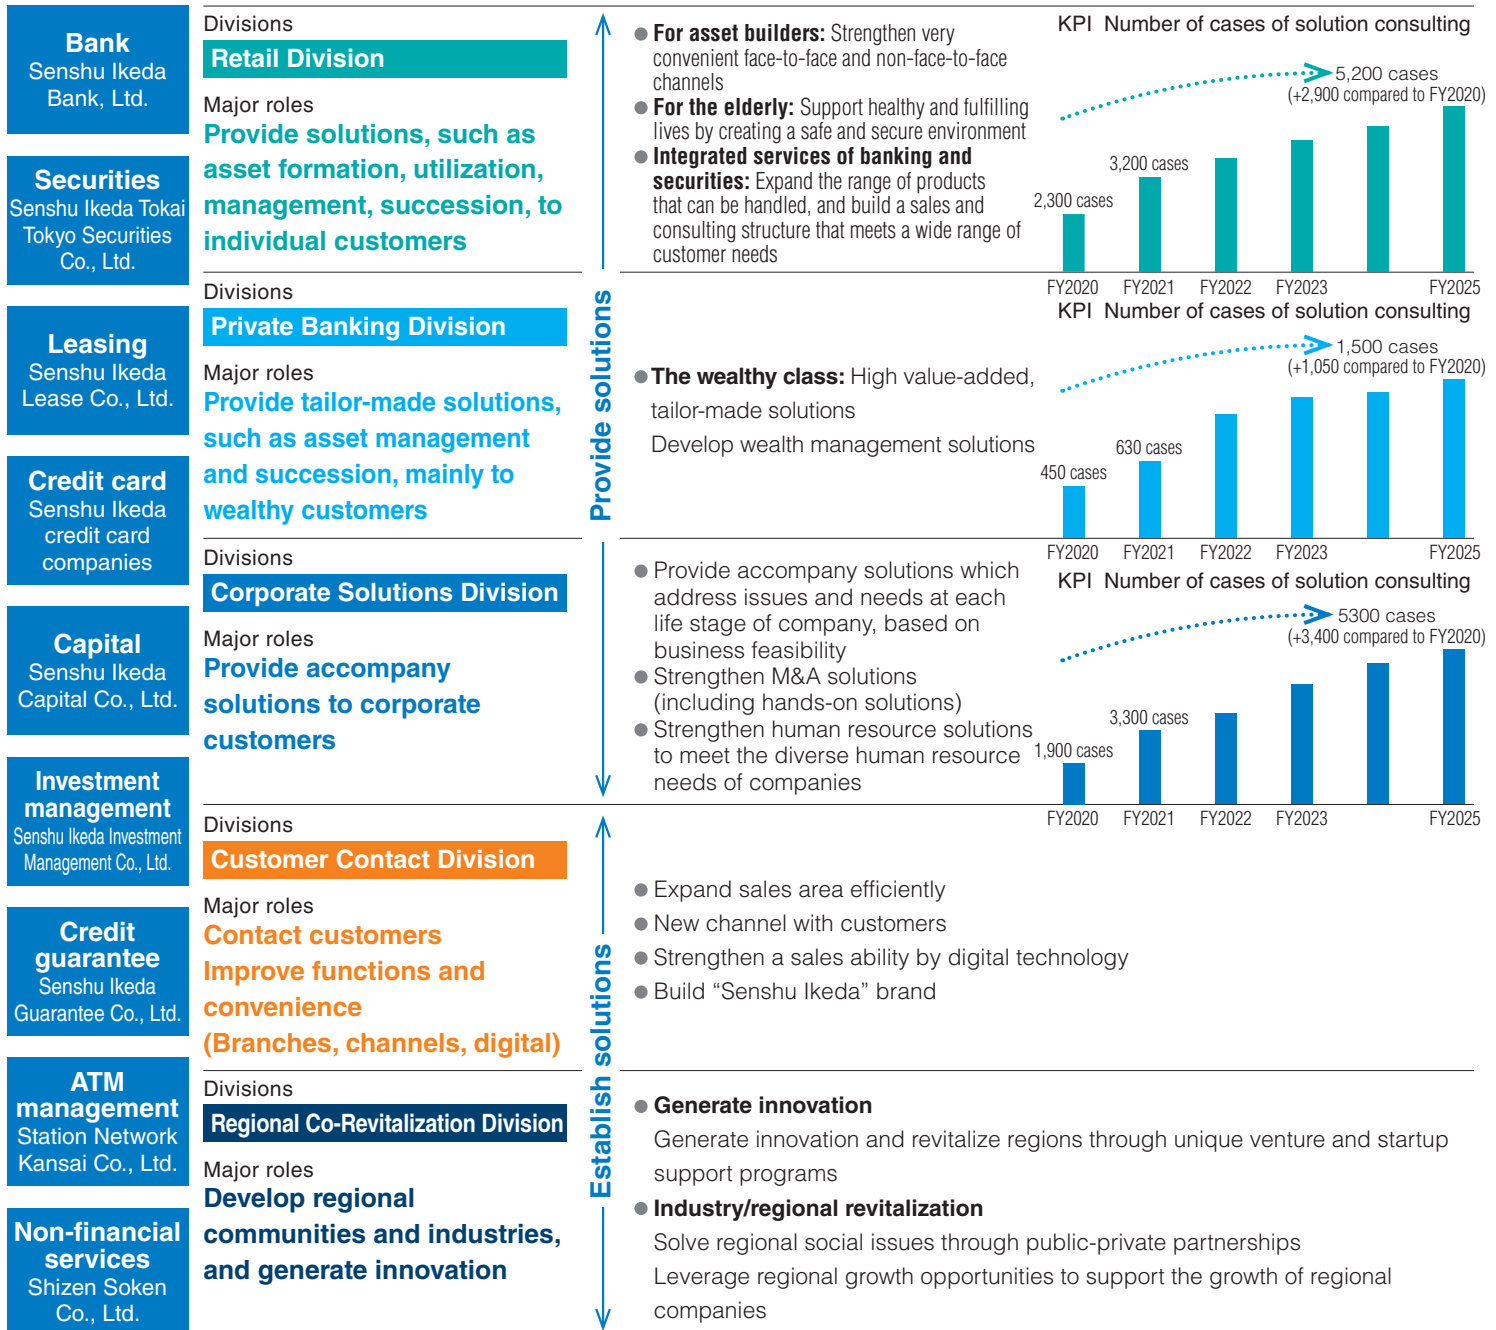 Bank
Senshu Ikeda
Bank, Ltd.
Securities
Senshu Ikeda Tokai
Tokyo Securities
Co., Ltd.
Leasing
Senshu Ikeda
Lease Co., Ltd.
Credit card
Senshu Ikeda
credit card
companies
Capital
Senshu Ikeda
Capital Co., Ltd.
Investment
management
Senshu Ikeda Investment
Management Co., Ltd.
Credit
guarantee
Senshu Ikeda
Guarantee Co., Ltd.
ATM
management
Station Network
Kansai Co., Ltd.
Non-financial
services
Shizen Soken
Co., Ltd.
Divisions
Retail Division
Major roles
Provide solutions, such as
asset formation, utilization,
management, succession, to
individual customers
Divisions
Private Banking Division
Major roles
Provide tailor-made solutions,
such as asset management
and succession, mainly to
wealthy customers
Divisions
Corporate Solutions Division
Major roles
Provide accompany
solutions to corporate
customers
Divisions
Customer Contact Division
Major roles
Contact customers
Improve functions and
convenience
(Branches, channels, digital)
Divisions
Regional Co-Revitalization Division
Major roles
Develop regional
communities and industries,
and generate innovation
Provide solutions
Establish solutions
● For asset builders: Strengthen very
convenient face-to-face and non-face-to-face
channels
● For the elderly: Support healthy and fulfilling
lives by creating a safe and secure environment
● Integrated services of banking and
securities: Expand the range of products
that can be handled, and build a sales and
consulting structure that meets a wide range of
customer needs
KPI Number of cases of solution consulting
5,200 cases
(+2,900 compared to FY2020)
3,200 cases
2,300 cases
FY2020 FY2021 FY2022 FY2023 FY2025
● The wealthy class: High value-added,
tailor-made solutions
Develop wealth management solutions
KPI Number of cases of solution consulting
1,500 cases
(+1,050 compared to FY2020)
630 cases
450 cases
FY2020 FY2021 FY2022 FY2023 FY2025
● Provide accompany solutions which
address issues and needs at each
life stage of company, based on
business feasibility
● Strengthen M&A solutions
(including hands-on solutions)
● Strengthen human resource solutions
to meet the diverse human resource
needs of companies
KPI Number of cases of solution consulting
5300 cases
(+3,400 compared to FY2020)
3,300 cases
1,900 cases
FY2020 FY2021 FY2022 FY2023 FY2025
● Expand sales area efficiently
● New channel with customers
● Strengthen a sales ability by digital technology
● Build “Senshu Ikeda” brand
● Generate innovation
Generate innovation and revitalize regions through unique venture and startup
support programs
● Industry/regional revitalization
Solve regional social issues through public-private partnerships
Leverage regional growth opportunities to support the growth of regional
companies